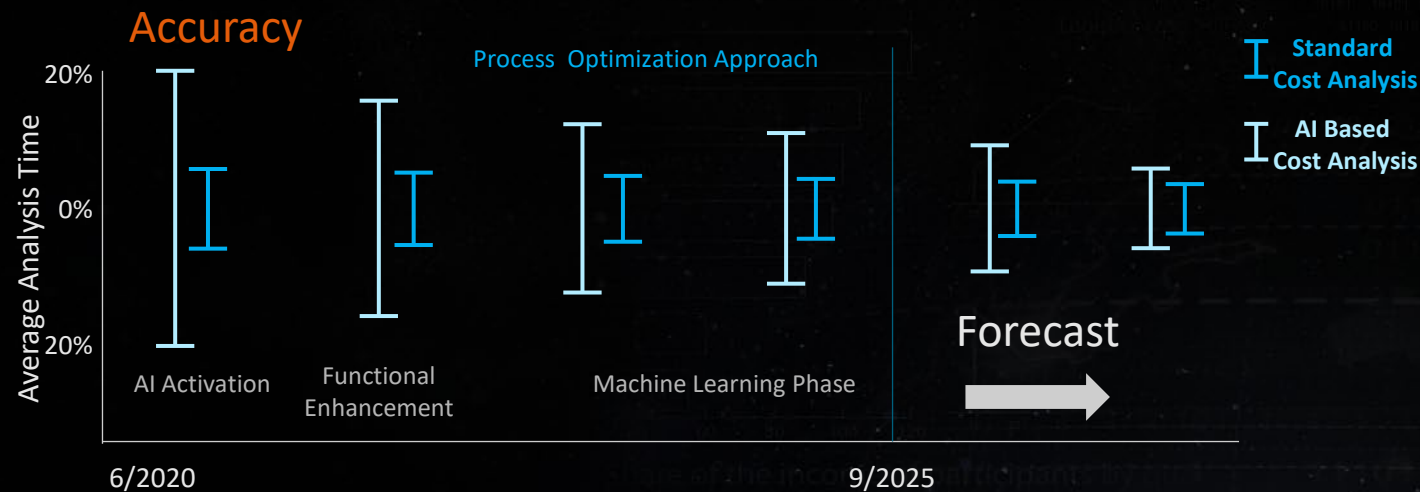 Accuracy
Process Optimization Approach
Standard
Cost Analysis
AI Based
Cost Analysis
Average Analysis Time
20%
0%
20%
AI Activation
Functional
Enhancement
Machine Learning Phase
Forecast
6/2020
9/2025